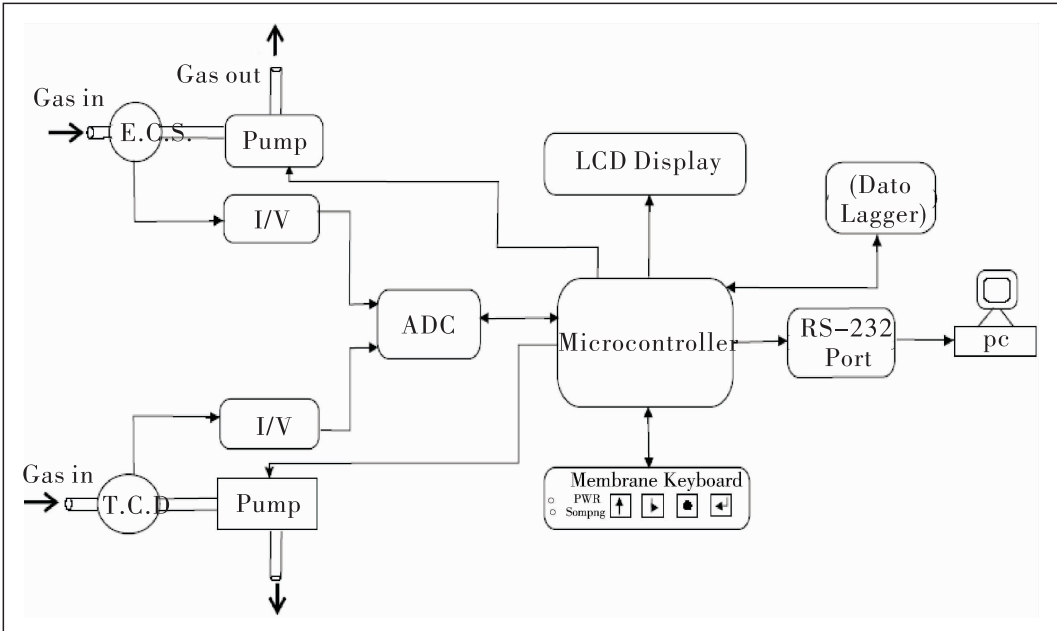 Gas out
Gas in
E.C.S.
Pump
I/V
LCD Display
(Dato
Lagger)
ADC
Microcontroller
RS-232
Port
pc
I/V
Gas in
T.C.D
Pump
Membrane Keyboard
PWR
Sompng